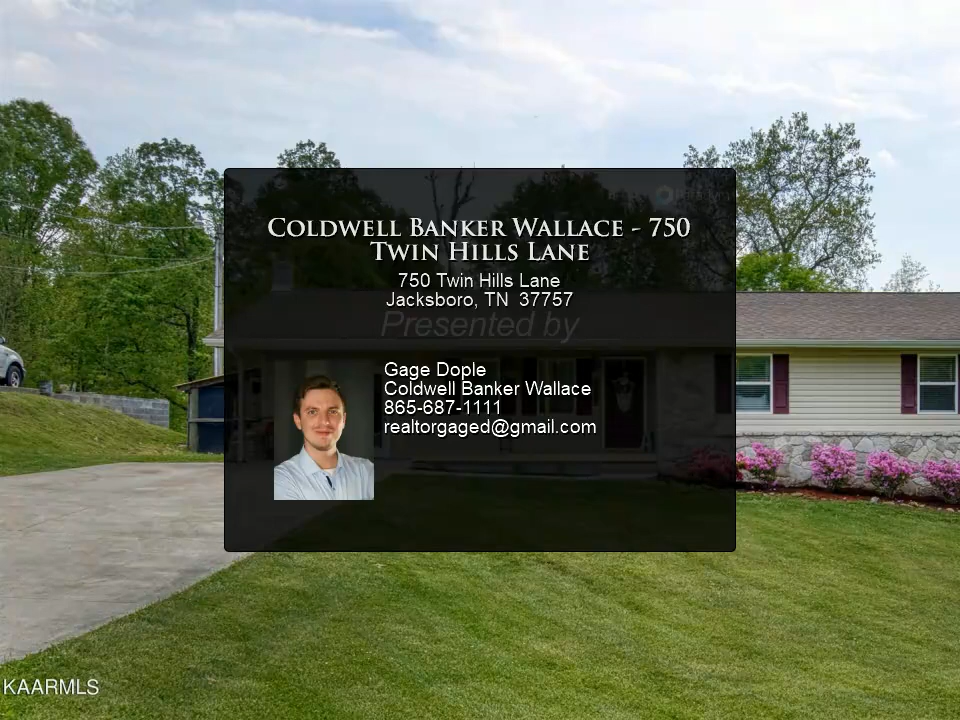 Coldwell Banker Wallace - 750
Twin Hills Lane
750 Twin Hills Lane
Jacksboro, TN 37757
Presented by
Gage Dople
Coldwell Banker Wallace
865-687-1111
realtorgaged@gmail.com
KAARMLS